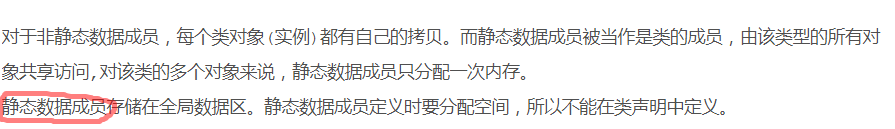 对于非静态数据成员，每个类对象(实例)都有自己的拷贝。而静态数据成员被当作是类的成员，由该类型的所有对
象共享访问,对该类的多个对象来说，静态数据成员只分配一次内存。
静态数据成员存储在全局数据区。静态数据成员定义时要分配空间，所以不能在类声明中定义。